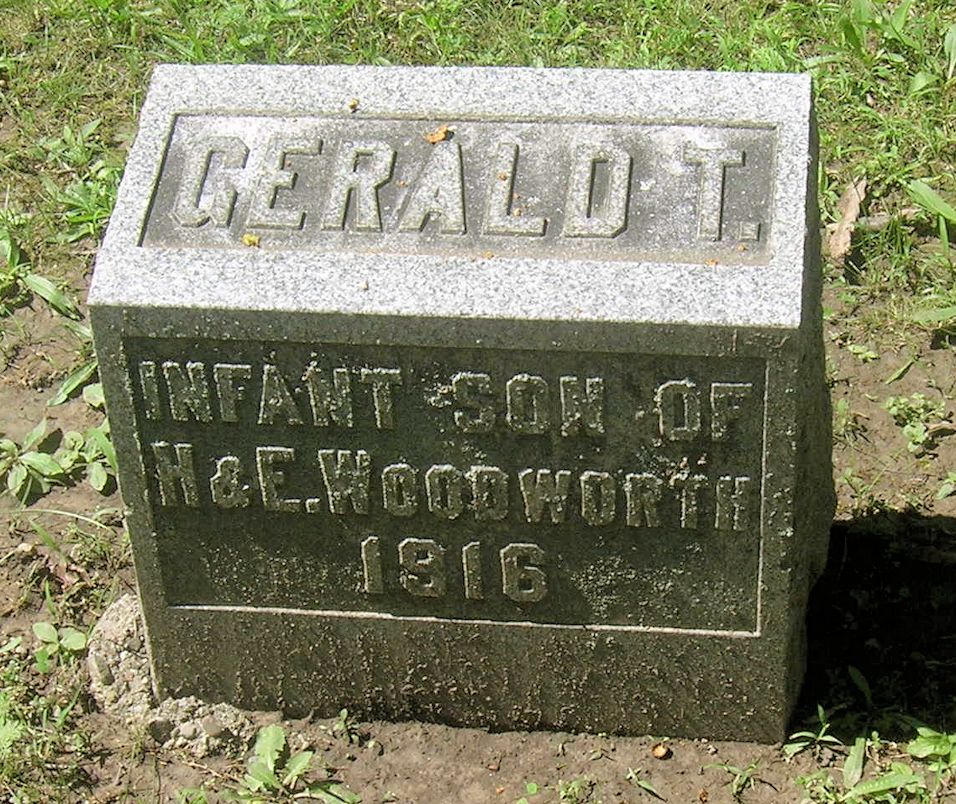 GERALD T.
INFANT SON OF
H & E. WOODWORTH
1916